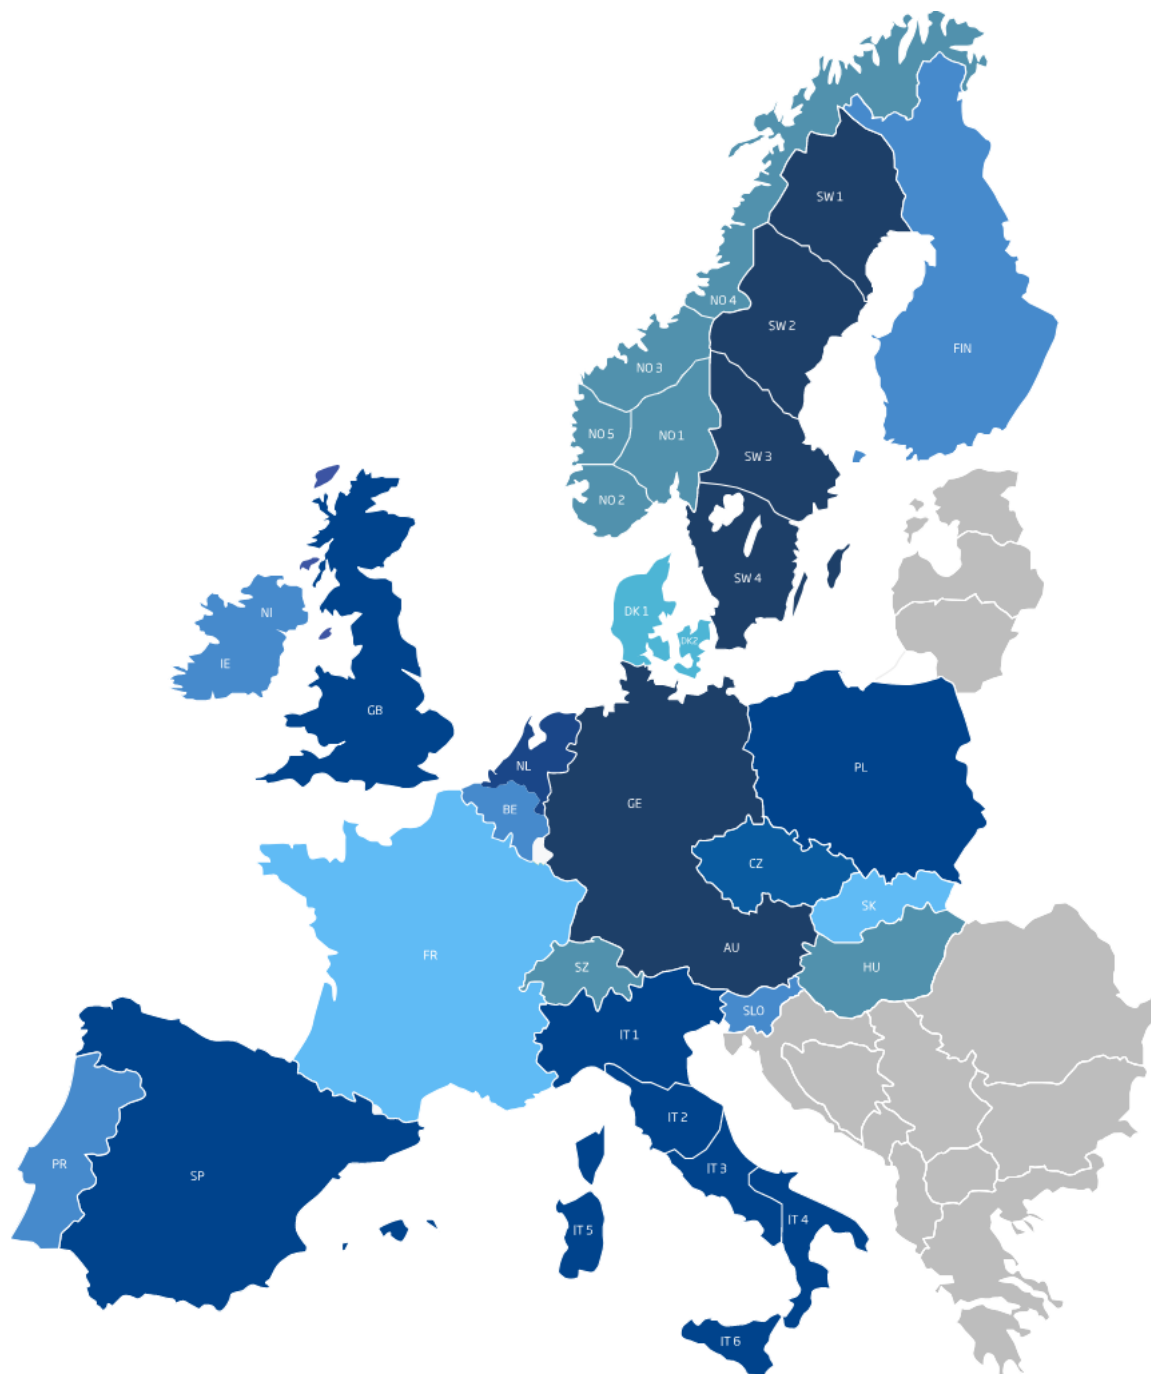 SW 1
NO 4
SW 2
FIN
NO 3
NO 5
NO 1
SW 3
NO 2
SW 4
DK 1
NI
DK2
IE
GB
NL
PL
GE
BE
CZ
SK
FR
AU
SZ
HU
SLO
IT 1
IT 2
PR
SP
IT 3
IT 4
IT 5
IT 6